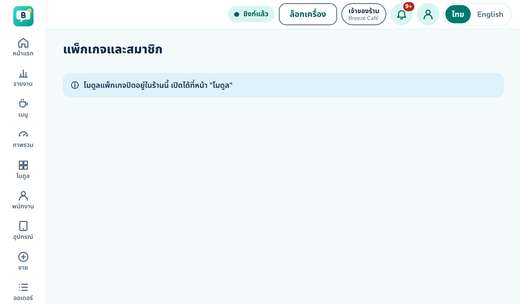 B
ซิงก์แล้ว
ล็อกเครื่อง
เจ้าของร้าน
Breeze Café
9+
ไทย
English
หน้าแรก
รายงาน
เมนู
ภาพรวม
โมดูล
พนักงาน
อุปกรณ์
ขาย
ออเดอร์
แพ็กเกจและสมาชิก
โมดูลแพ็กเกจปิดอยู่ในร้านนี้ เปิดได้ที่หน้า "โมดูล"